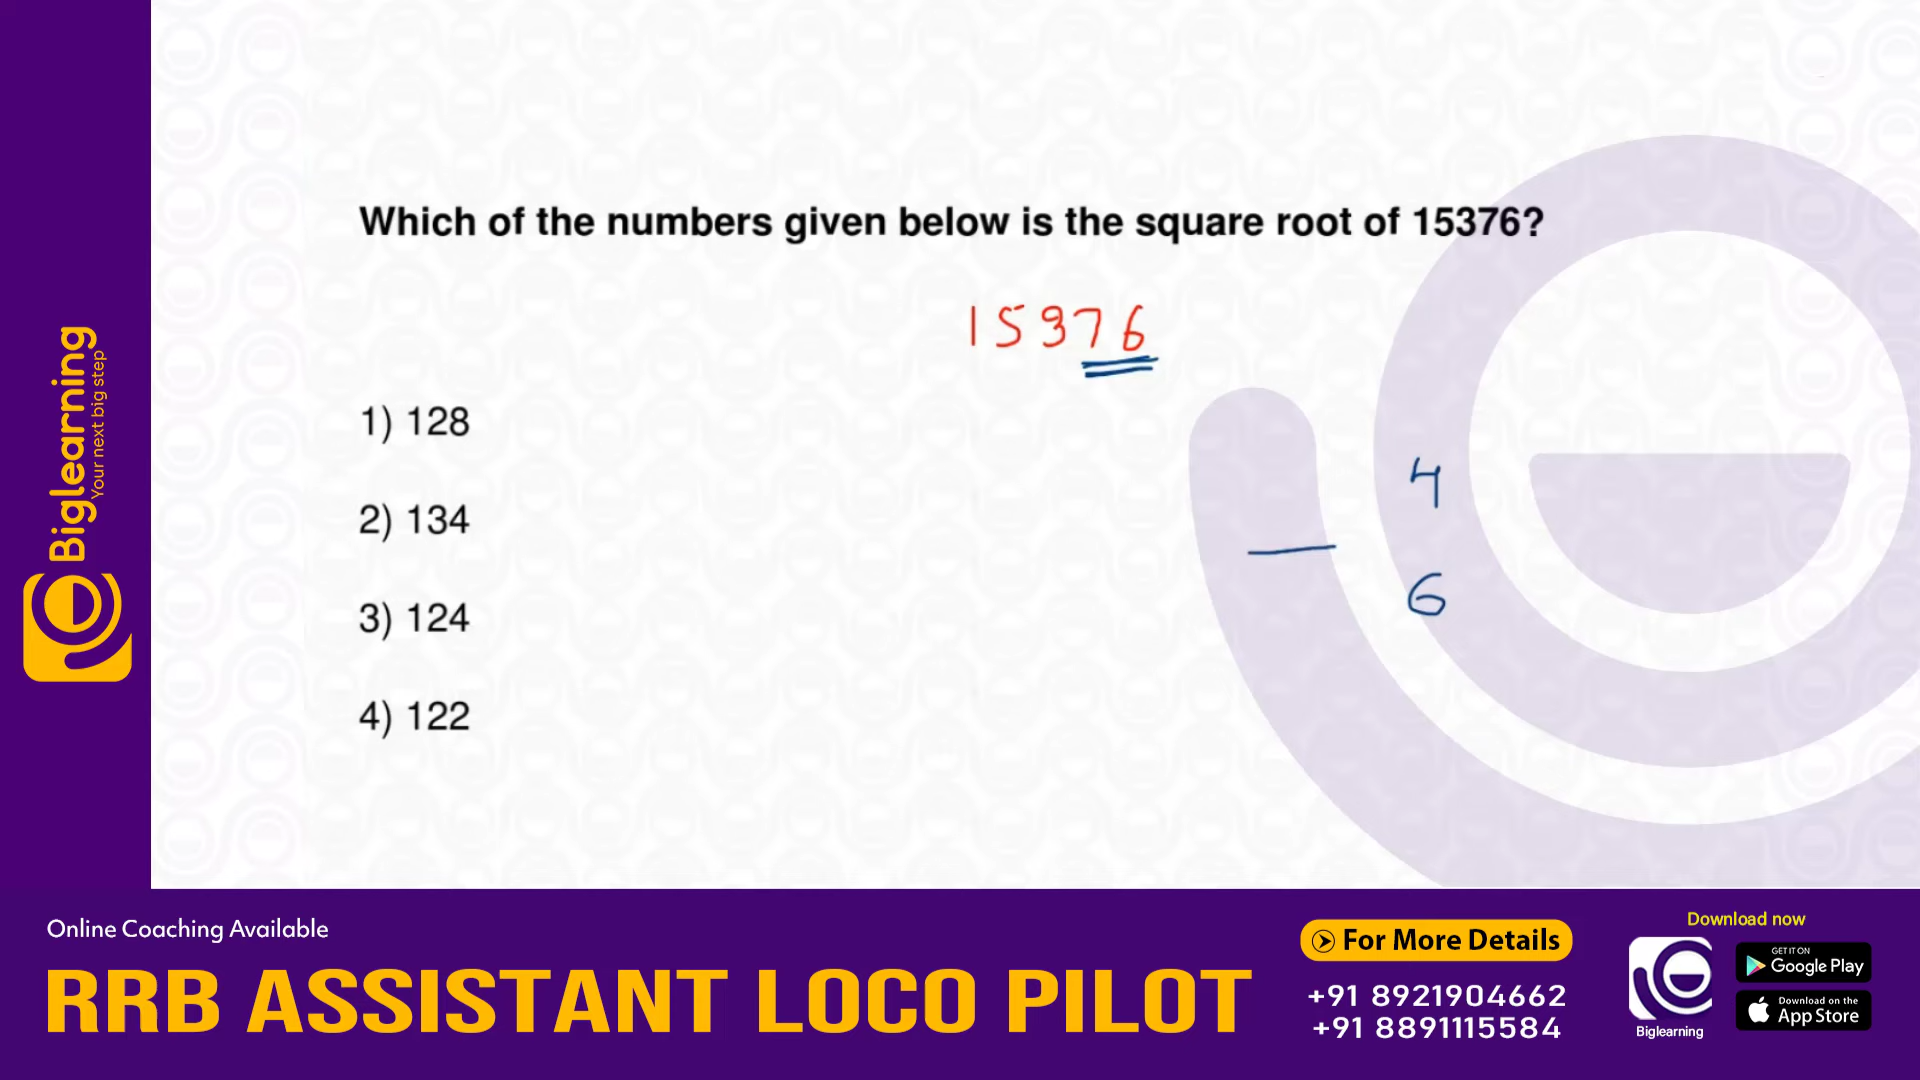 Which of the numbers given below is the square root of 15376?
15376
1) 128
2) 134
3) 124
4) 122
4
6
Biglearning
Your next big step
Online Coaching Available
RRB ASSISTANT LOCO PILOT
For More Details
+91 8921904662
+91 8891115584
Download now
Biglearning
GET IT ON
Google Play
Download on the
App Store